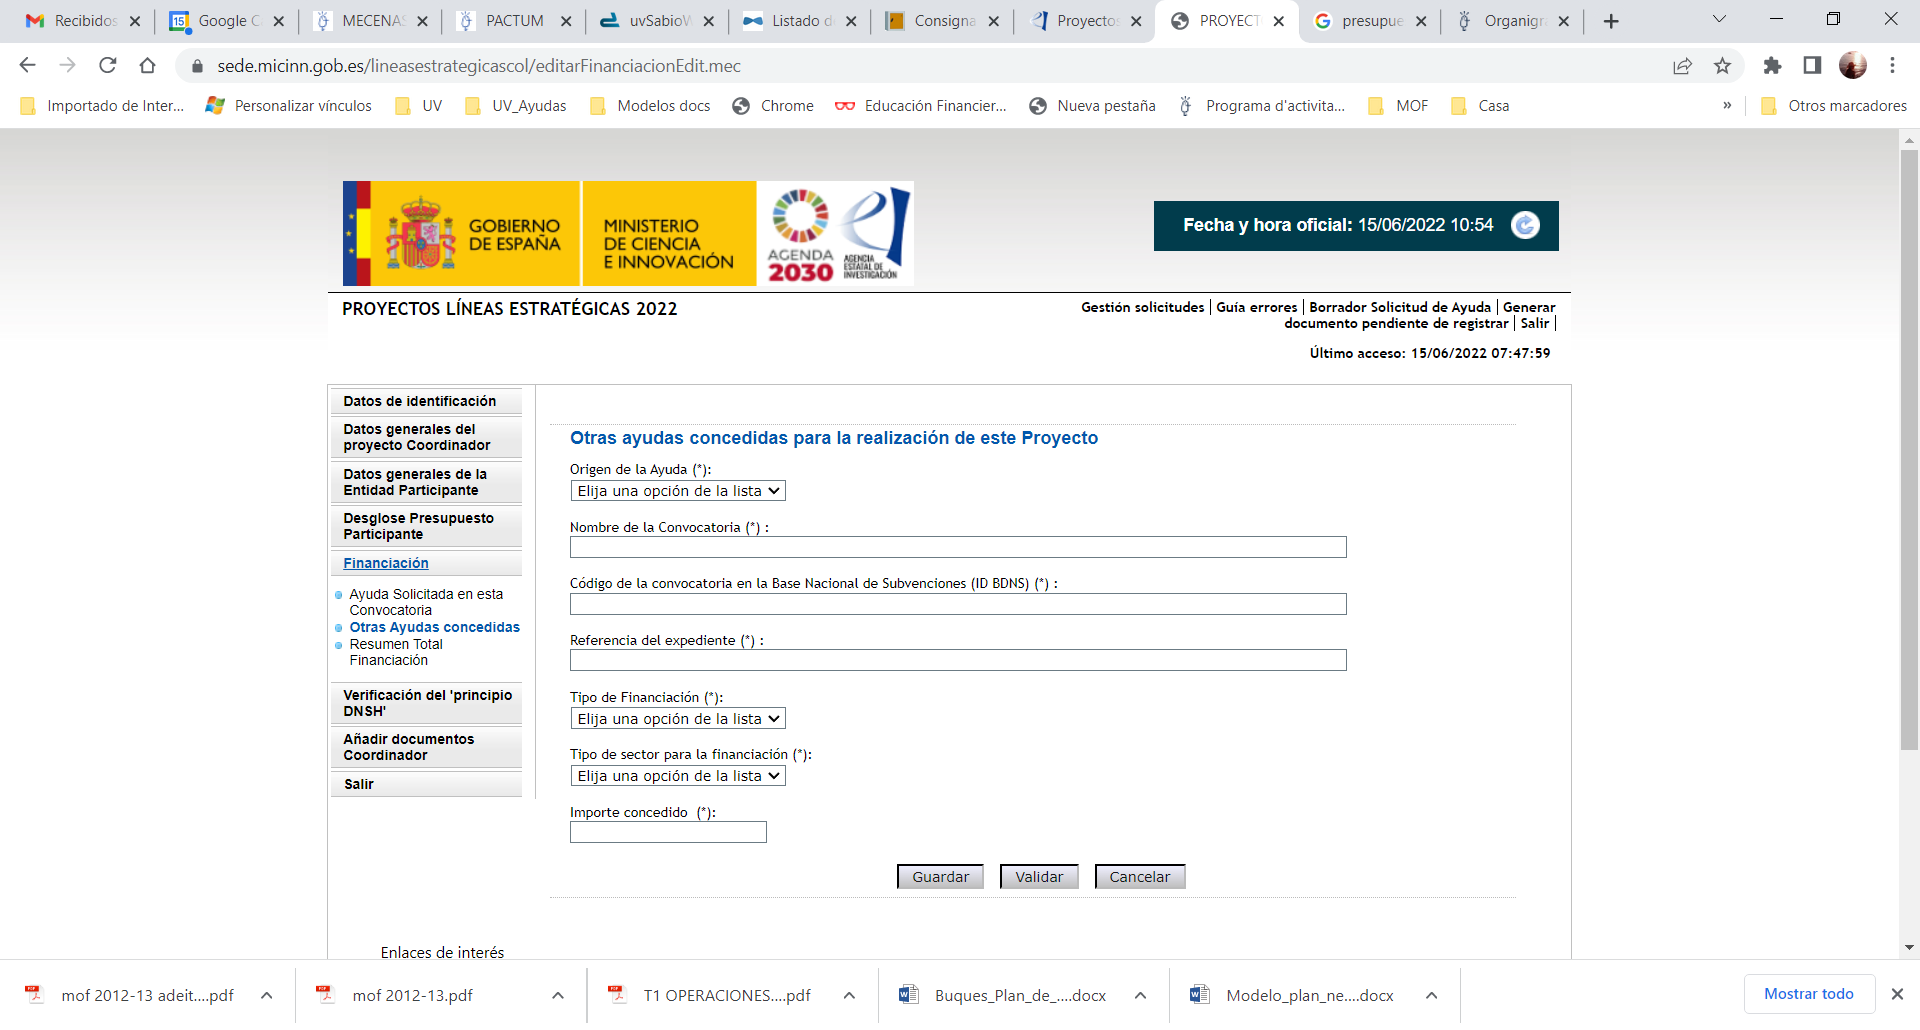 Recibidos
Google C
MECENAS
PACTUM
uvSabioW
Listado d
Consigna
Proyectos
PROYECT
presupue
Organigra
sede.micinn.gob.es/lineasestrategicascol/editarFinanciacionEdit.mec
Importado de Inter...
Personalizar vínculos
UV
UV_Ayudas
Modelos docs
Chrome
Educación Financier...
Nueva pestaña
Programa d'activita...
MOF
Casa
»
Otros marcadores
GOBIERNO
DE ESPAÑA
MINISTERIO
DE CIENCIA
E INNOVACIÓN
AGENDA
2030
AGENCIA
ESTATAL DE
INVESTIGACIÓN
Fecha y hora oficial: 15/06/2022 10:54
PROYECTOS LÍNEAS ESTRATÉGICAS 2022
Gestión solicitudes | Guía errores | Borrador Solicitud de Ayuda | Generar
documento pendiente de registrar | Salir |
Último acceso: 15/06/2022 07:47:59
Datos de identificación
Datos generales del
proyecto Coordinador
Datos generales de la
Entidad Participante
Desglose Presupuesto
Participante
Financiación
Ayuda Solicitada en esta
Convocatoria
Otras Ayudas concedidas
Resumen Total
Financiación
Verificación del 'principio
DNSH'
Añadir documentos
Coordinador
Salir
Otras ayudas concedidas para la realización de este Proyecto
Origen de la Ayuda (*):
Elija una opción de la lista
Nombre de la Convocatoria (*) :
Código de la convocatoria en la Base Nacional de Subvenciones (ID BDNS) (*) :
Referencia del expediente (*) :
Tipo de Financiación (*):
Elija una opción de la lista
Tipo de sector para la financiación (*):
Elija una opción de la lista
Importe concedido (*):
Guardar
Validar
Cancelar
Enlaces de interés
mof 2012-13 adeit....pdf
mof 2012-13.pdf
T1 OPERACIONES....pdf
Buques_Plan_de_....docx
Modelo_plan_ne....docx
Mostrar todo